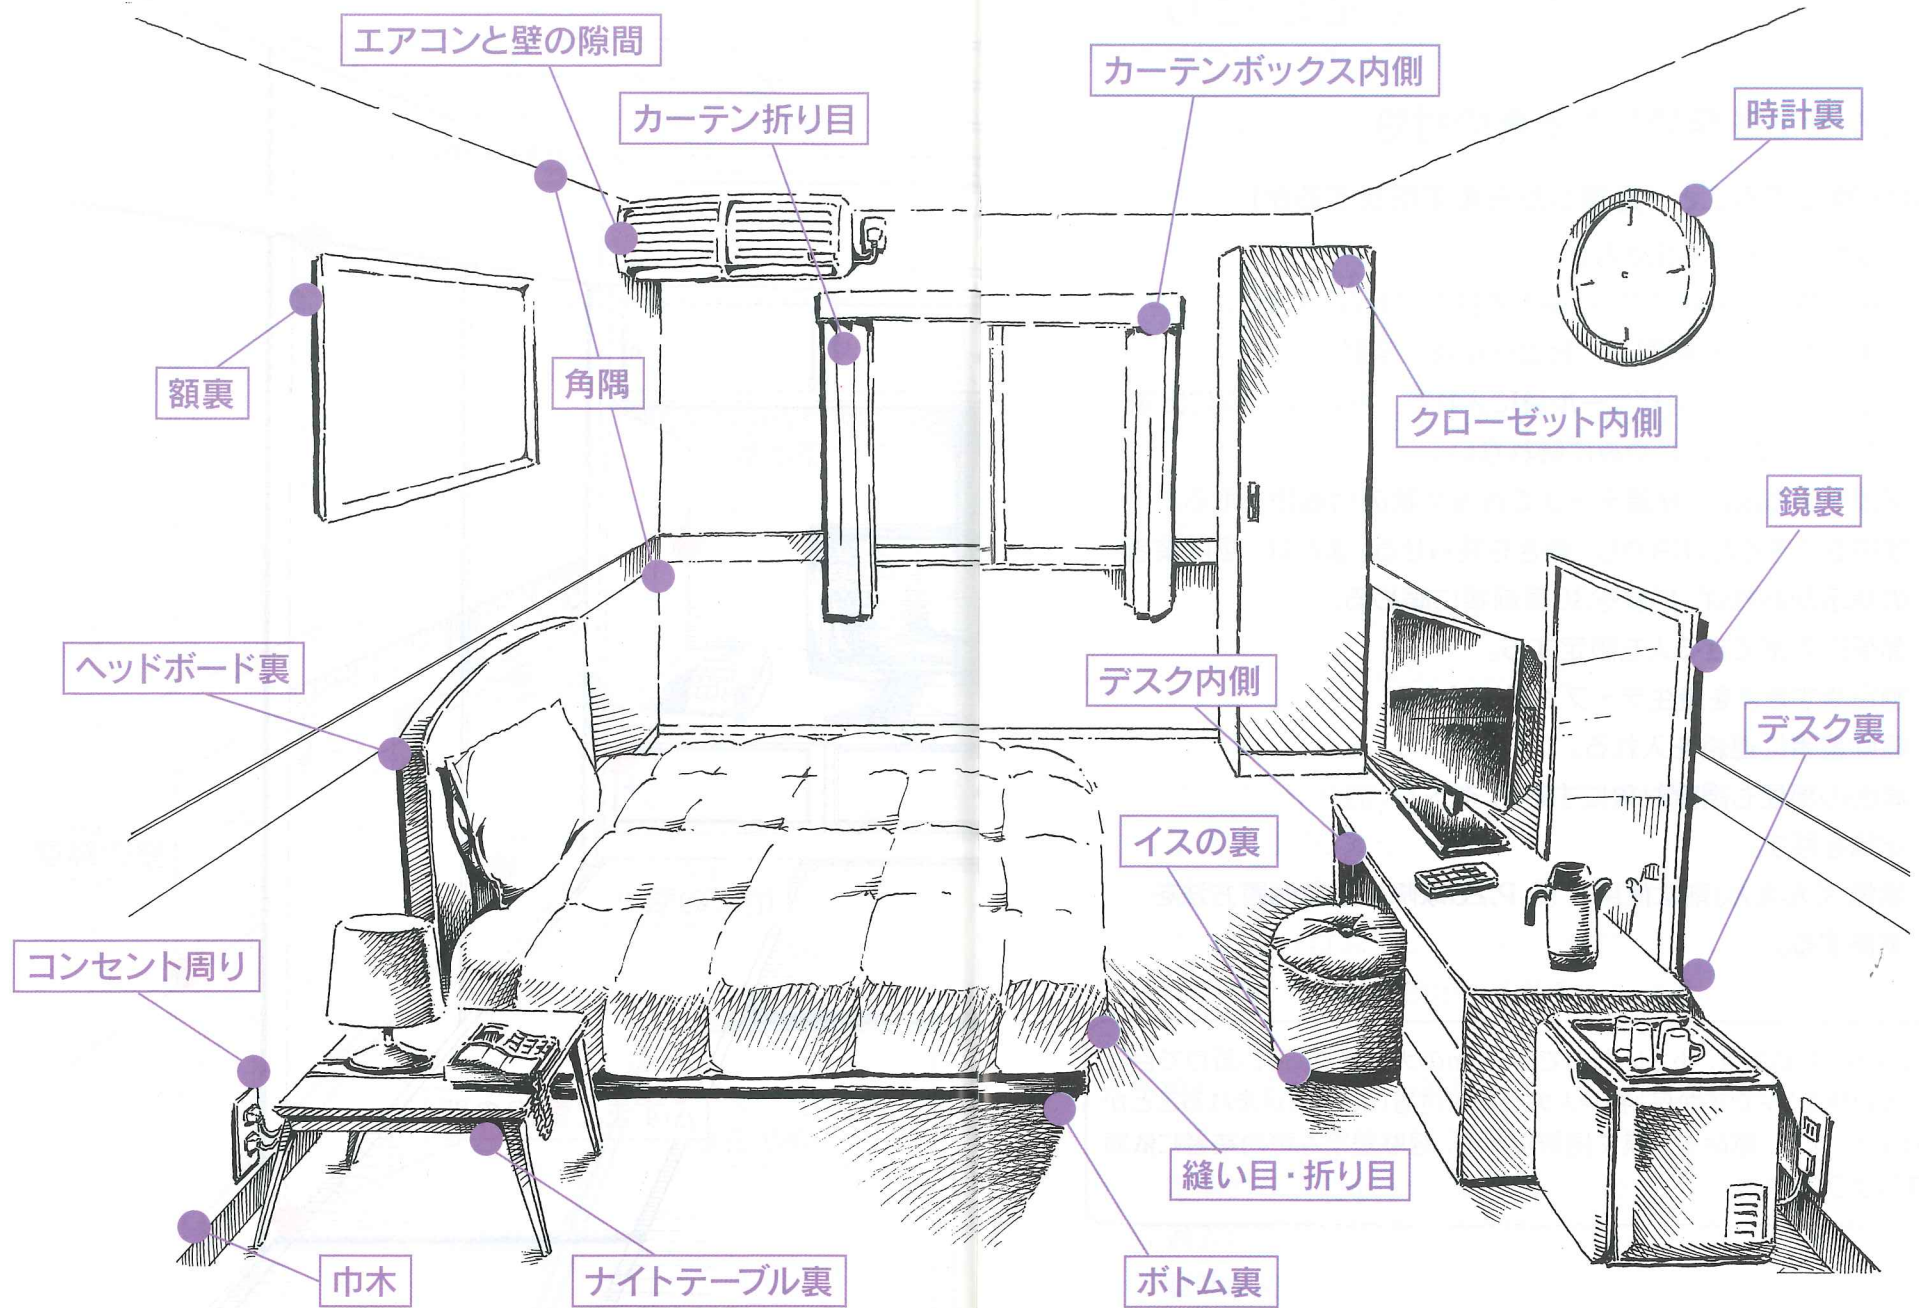 エアコンと壁の隙間
カーテンボックス内側
カーテン折り目
時計裏
額裏
角隅
クローゼット内側
鏡裏
ヘッドボード裏
デスク内側
デスク裏
イスの裏
コンセント周り
縫い目・折り目
巾木
ナイトテーブル裏
ボトム裏